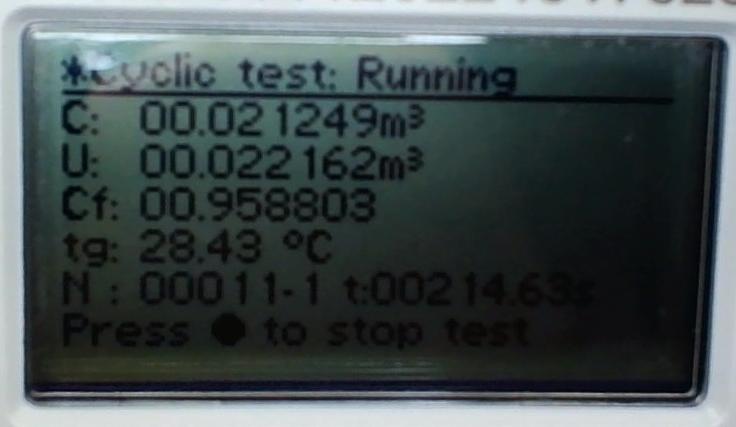 *Cyclic test: Running
C: 00.021249m³
U: 00.022162m³
Cf: 00.958803
tg: 28.43 °C
N : 00011-1 t:00214.63s
Press ● to stop test